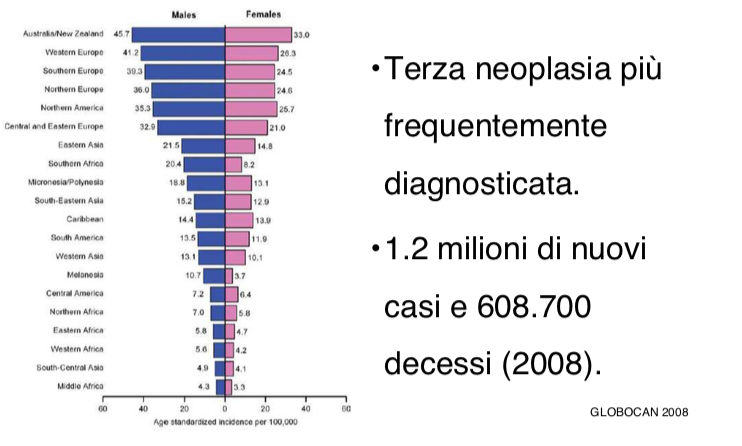 Males Females
Australia/New Zealand 45.7 33.0
Western Europe 41.2 26.3
Southern Europe 39.3 24.5
Northern Europe 36.0 24.6
Northern America 35.3 25.7
Central and Eastern Europe 32.9 21.0
Eastern Asia 21.5 14.8
Southern Africa 20.4 8.2
Micronesia/Polynesia 18.8 13.1
South-Eastern Asia 15.2 12.9
Caribbean 14.4 13.9
South America 13.5 11.9
Western Asia 13.1 10.1
Melanesia 10.7 3.7
Central America 7.2 6.4
Northern Africa 7.0 5.8
Eastern Africa 5.8 4.7
Western Africa 5.6 4.2
South-Central Asia 4.9 4.1
Middle Africa 4.3 3.3
60 40 20 0 20 40 60
Age standardized incidence per 100,000
•Terza neoplasia più
frequentemente
diagnosticata.
•1.2 milioni di nuovi
casi e 608.700
decessi (2008).
GLOBOCAN 2008